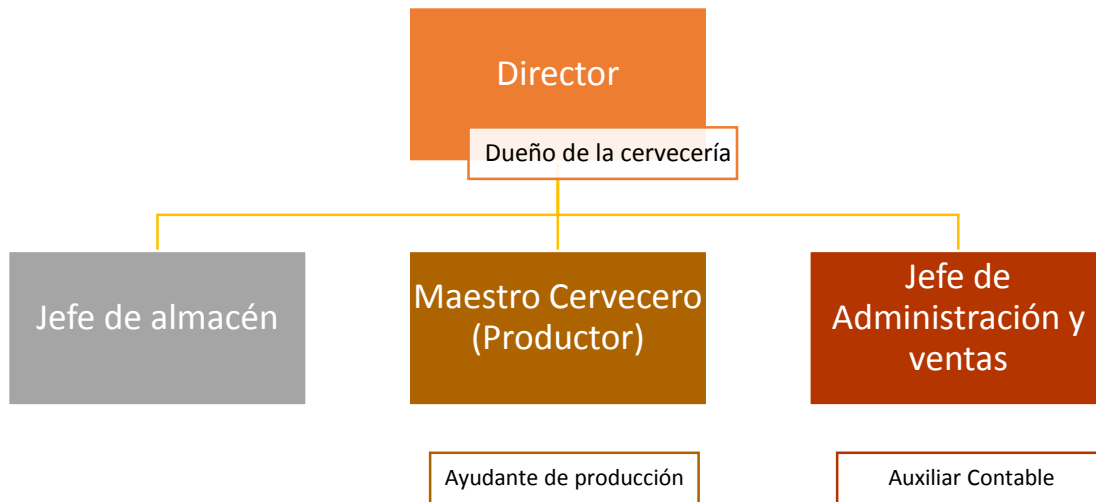 Director
Dueño de la cervecería
Jefe de almacén
Maestro Cervecero
(Productor)
Jefe de
Administración y
ventas
Ayudante de producción
Auxiliar Contable